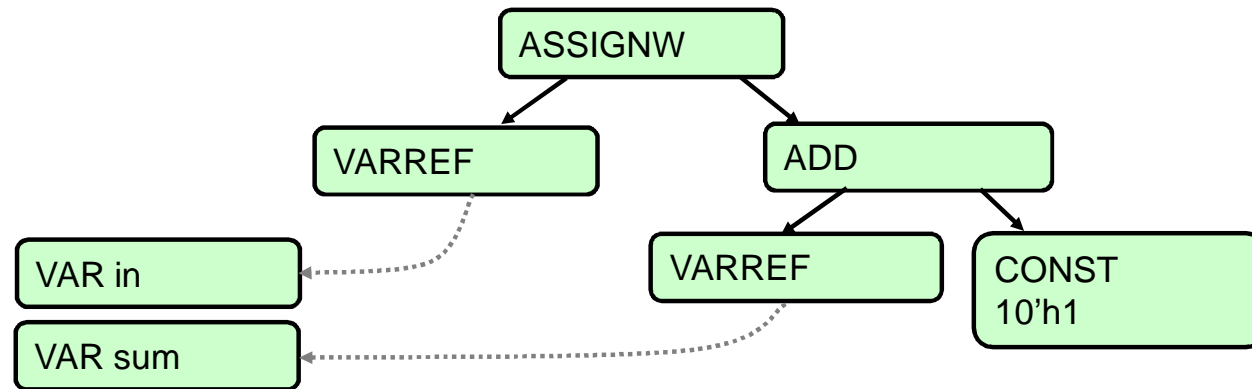 ASSIGNW
VARREF
ADD
VAR in
VARREF
CONST
10’h1
VAR sum